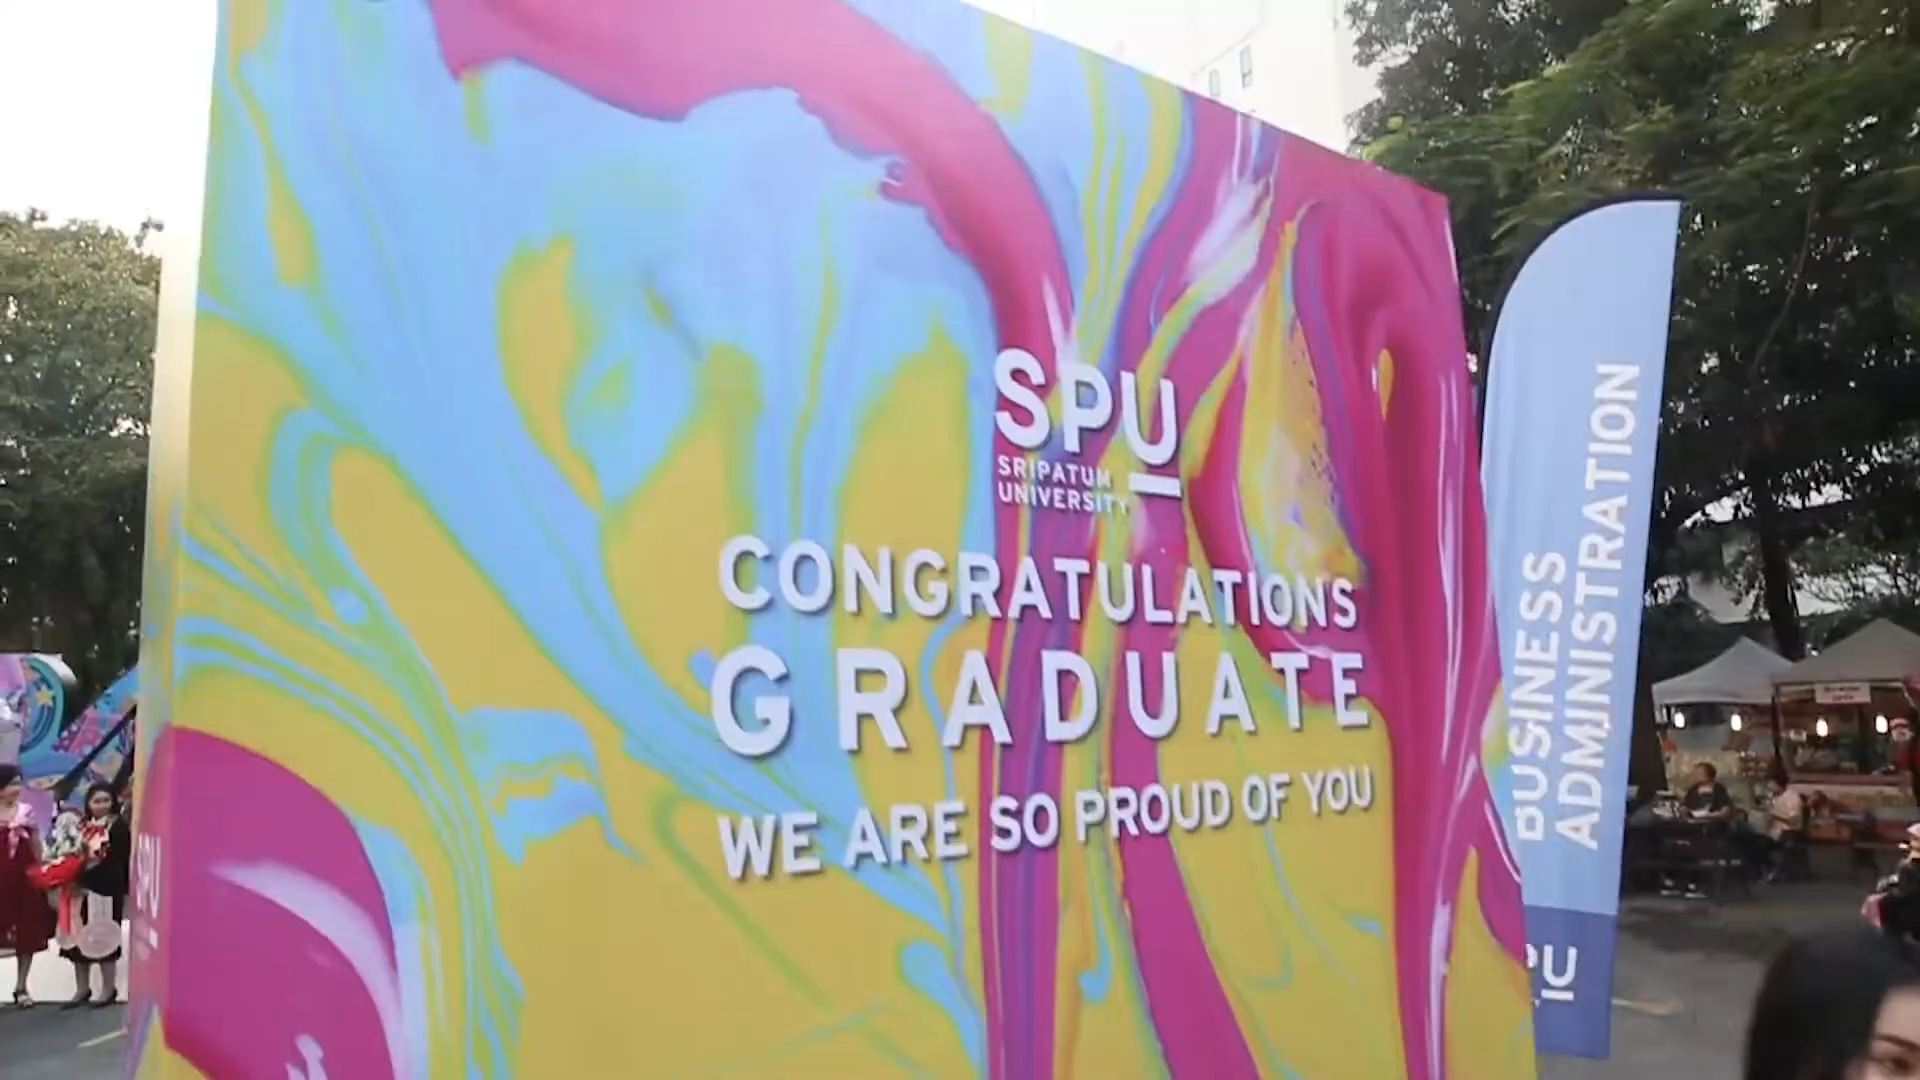 SPU
SRIPATUM
UNIVERSITY
CONGRATULATIONS
GRADUATE
WE ARE SO PROUD OF YOU
BUSINESS
ADMINISTRATION
SPU